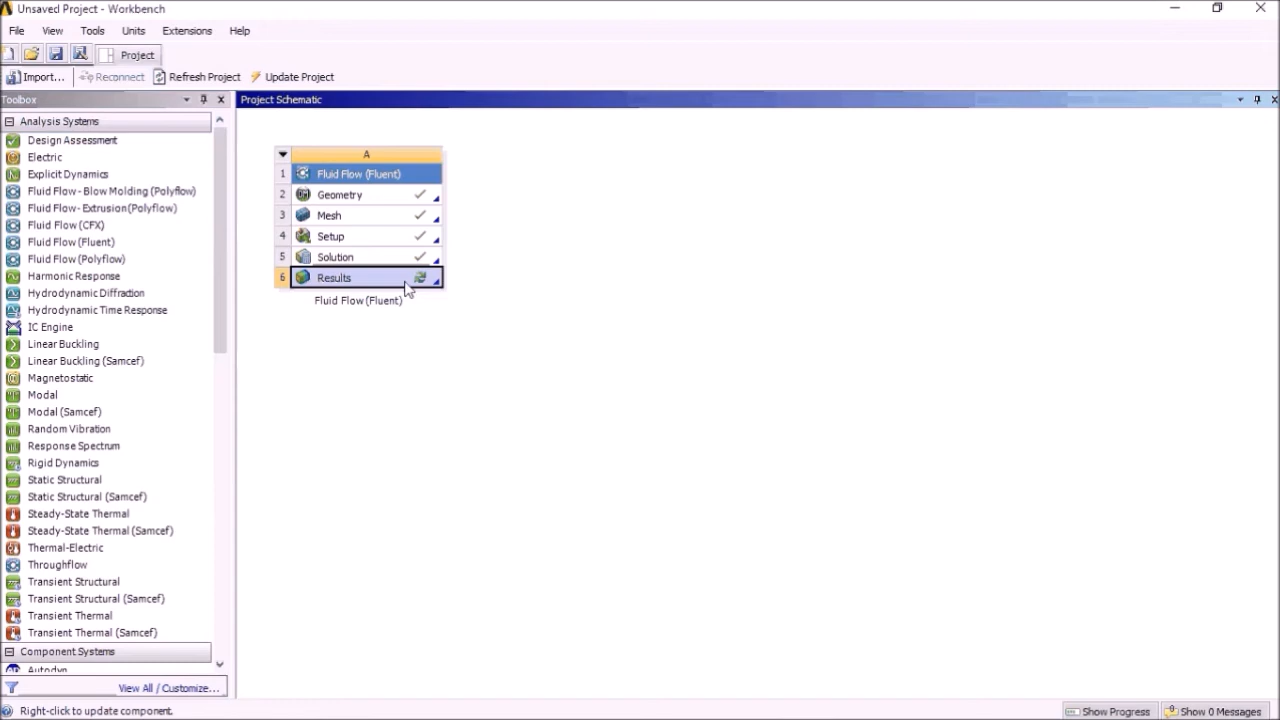 Unsaved Project - Workbench
File View Tools Units Extensions Help
Project
Import... Reconnect Refresh Project Update Project
Toolbox
Analysis Systems
Design Assessment
Electric
Explicit Dynamics
Fluid Flow - Blow Molding (Polyflow)
Fluid Flow- Extrusion(Polyflow)
Fluid Flow (CFX)
Fluid Flow (Fluent)
Fluid Flow (Polyflow)
Harmonic Response
Hydrodynamic Diffraction
Hydrodynamic Time Response
IC Engine
Linear Buckling
Linear Buckling (Samcef)
Magnetostatic
Modal
Modal (Samcef)
Random Vibration
Response Spectrum
Rigid Dynamics
Static Structural
Static Structural (Samcef)
Steady-State Thermal
Steady-State Thermal (Samcef)
Thermal-Electric
Throughflow
Transient Structural
Transient Structural (Samcef)
Transient Thermal
Transient Thermal (Samcef)
Component Systems
Autodyn
View All / Customize...
Project Schematic
A
1 Fluid Flow (Fluent)
2 Geometry
3 Mesh
4 Setup
5 Solution
6 Results
Fluid Flow (Fluent)
Right-click to update component.
Show Progress Show 0 Messages